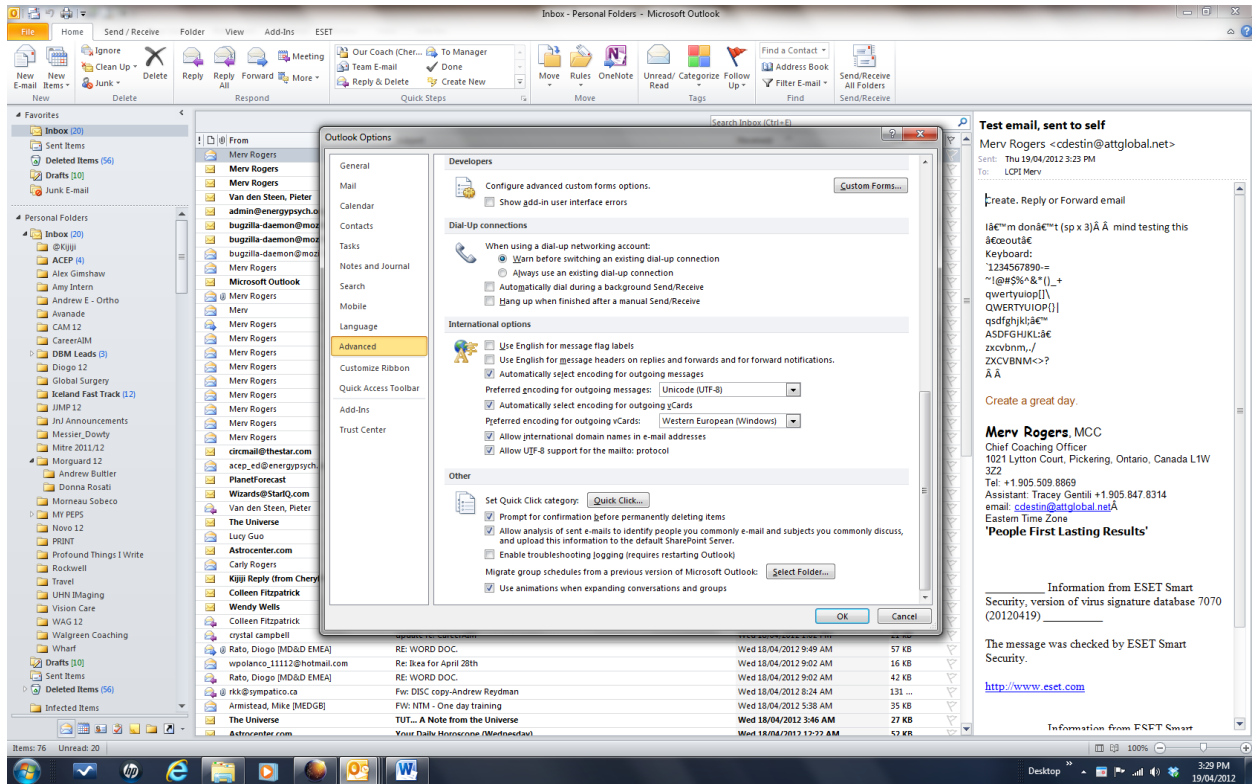 Inbox - Personal Folders - Microsoft Outlook
File Home Send / Receive Folder View Add-Ins ESET
New E-mail
New Items
New
Ignore
Clean Up
Junk
Delete
Delete
Reply
Reply All
Forward
Meeting
More
Respond
Our Coach (Cher...
To Manager
Team E-mail
Done
Reply & Delete
Create New
Quick Steps
Move
Rules
OneNote
Move
Unread/ Read
Categorize
Follow Up
Tags
Find a Contact
Address Book
Filter E-mail
Find
Send/Receive All Folders
Send/Receive
Favorites
Inbox (20)
Sent Items
Deleted Items (56)
Drafts [10]
Junk E-mail
Personal Folders
Inbox (20)
@Kijiji
ACEP (4)
Alex Gimshaw
Amy Intern
Andrew E - Ortho
Avanade
CAM 12
CareerAIM
DBM Leads (3)
Diogo 12
Global Surgery
Iceland Fast Track (12)
JJMP 12
JnJ Announcements
Messier_Dowty
Mitre 2011/12
Morguard 12
Andrew Bultler
Donna Rosati
Morneau Sobeco
MY PEPS
Novo 12
PRINT
Profound Things I Write
Rockwell
Travel
UHN IMaging
Vision Care
WAG 12
Walgreen Coaching
Wharf
Drafts [10]
Sent Items
Deleted Items (56)
Infected Items
Search Inbox (Ctrl+E)
From
Merv Rogers
Merv Rogers
Merv Rogers
Van den Steen, Pieter
admin@energypsych.o
bugzilla-daemon@moz
bugzilla-daemon@moz
bugzilla-daemon@mozi
Merv Rogers
Microsoft Outlook
Merv Rogers
Merv
Merv Rogers
Merv Rogers
Merv Rogers
Merv Rogers
Merv Rogers
Merv Rogers
Merv Rogers
Merv Rogers
Merv Rogers
circmail@thestar.com
acep_ed@energypsych.
PlanetForecast
Wizards@StarIQ.com
Van den Steen, Pieter
The Universe
Lucy Guo
Astrocenter.com
Carly Rogers
Kijiji Reply (from Cheryl
Colleen Fitzpatrick
Wendy Wells
Colleen Fitzpatrick
crystal campbell
Rato, Diogo [MD&D EMEA] RE: WORD DOC. Wed 18/04/2012 9:49 AM 57 KB
wpolanco_11112@hotmail.com Re: Ikea for April 28th Wed 18/04/2012 9:02 AM 16 KB
Rato, Diogo [MD&D EMEA] RE: WORD DOC. Wed 18/04/2012 9:02 AM 42 KB
rkk@sympatico.ca Fw: DISC copy-Andrew Reydman Wed 18/04/2012 8:24 AM 131 ...
Armistead, Mike [MEDGB] FW: NTM - One day training Wed 18/04/2012 5:38 AM 35 KB
The Universe TUT... A Note from the Universe Wed 18/04/2012 3:46 AM 27 KB
Astrocenter.com Your Daily Horoscope (Wednesday) Wed 18/04/2012 12:22 AM 52 KB
Outlook Options
General
Mail
Calendar
Contacts
Tasks
Notes and Journal
Search
Mobile
Language
Advanced
Customize Ribbon
Quick Access Toolbar
Add-Ins
Trust Center
Developers
Configure advanced custom forms options.
Custom Forms...
Show add-in user interface errors
Dial-Up connections
When using a dial-up networking account:
Warn before switching an existing dial-up connection
Always use an existing dial-up connection
Automatically dial during a background Send/Receive
Hang up when finished after a manual Send/Receive
International options
Use English for message flag labels
Use English for message headers on replies and forwards and for forward notifications.
Automatically select encoding for outgoing messages
Preferred encoding for outgoing messages: Unicode (UTF-8)
Automatically select encoding for outgoing vCards
Preferred encoding for outgoing vCards: Western European (Windows)
Allow international domain names in e-mail addresses
Allow UTF-8 support for the mailto: protocol
Other
Set Quick Click category: Quick Click...
Prompt for confirmation before permanently deleting items
Allow analysis of sent e-mails to identify people you commonly e-mail and subjects you commonly discuss,
and upload this information to the default SharePoint Server.
Enable troubleshooting logging (requires restarting Outlook)
Migrate group schedules from a previous version of Microsoft Outlook: Select Folder...
Use animations when expanding conversations and groups
OK Cancel
Test email, sent to self
Merv Rogers <cdestin@attglobal.net>
Sent: Thu 19/04/2012 3:23 PM
To: LCPI Merv
Create. Reply or Forward email
Iâ€™m donâ€™t (sp x 3)Â Â mind testing this
â€œoutâ€
Keyboard:
`1234567890-=
~!@#$%^&*()_+
qwertyuiop[]\
QWERTYUIOP{}|
qsdfghjkl;â€™
ASDFGHJKL:â€
zxcvbnm,./
ZXCVBNM<>?
Â Â
Create a great day.
Merv Rogers, MCC
Chief Coaching Officer
1021 Lytton Court, Pickering, Ontario, Canada L1W
3Z2
Tel: +1.905.509.8869
Assistant: Tracey Gentili +1.905.847.8314
email: cdestin@attglobal.netÂ
Eastern Time Zone
'People First Lasting Results'
__________ Information from ESET Smart
Security, version of virus signature database 7070
(20120419) __________
The message was checked by ESET Smart
Security.
http://www.eset.com
Information from ESET Smart
Items: 76 Unread: 20
100%
Desktop
3:29 PM
19/04/2012